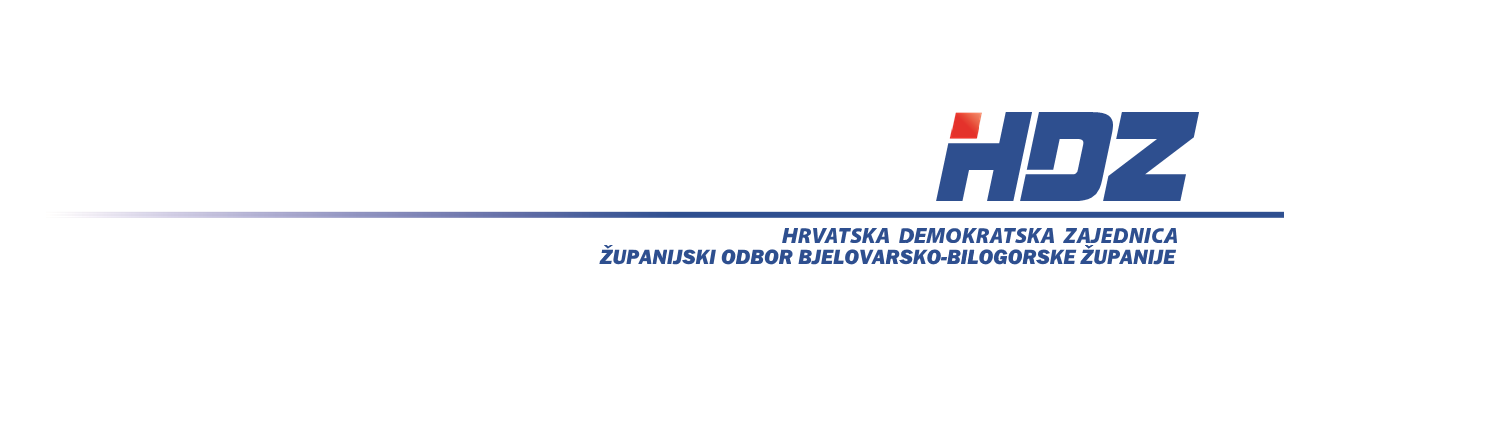 HDZ
HRVATSKA DEMOKRATSKA ZAJEDNICA
ŽUPANIJSKI ODBOR BJELOVARSKO-BILOGORSKE ŽUPANIJE